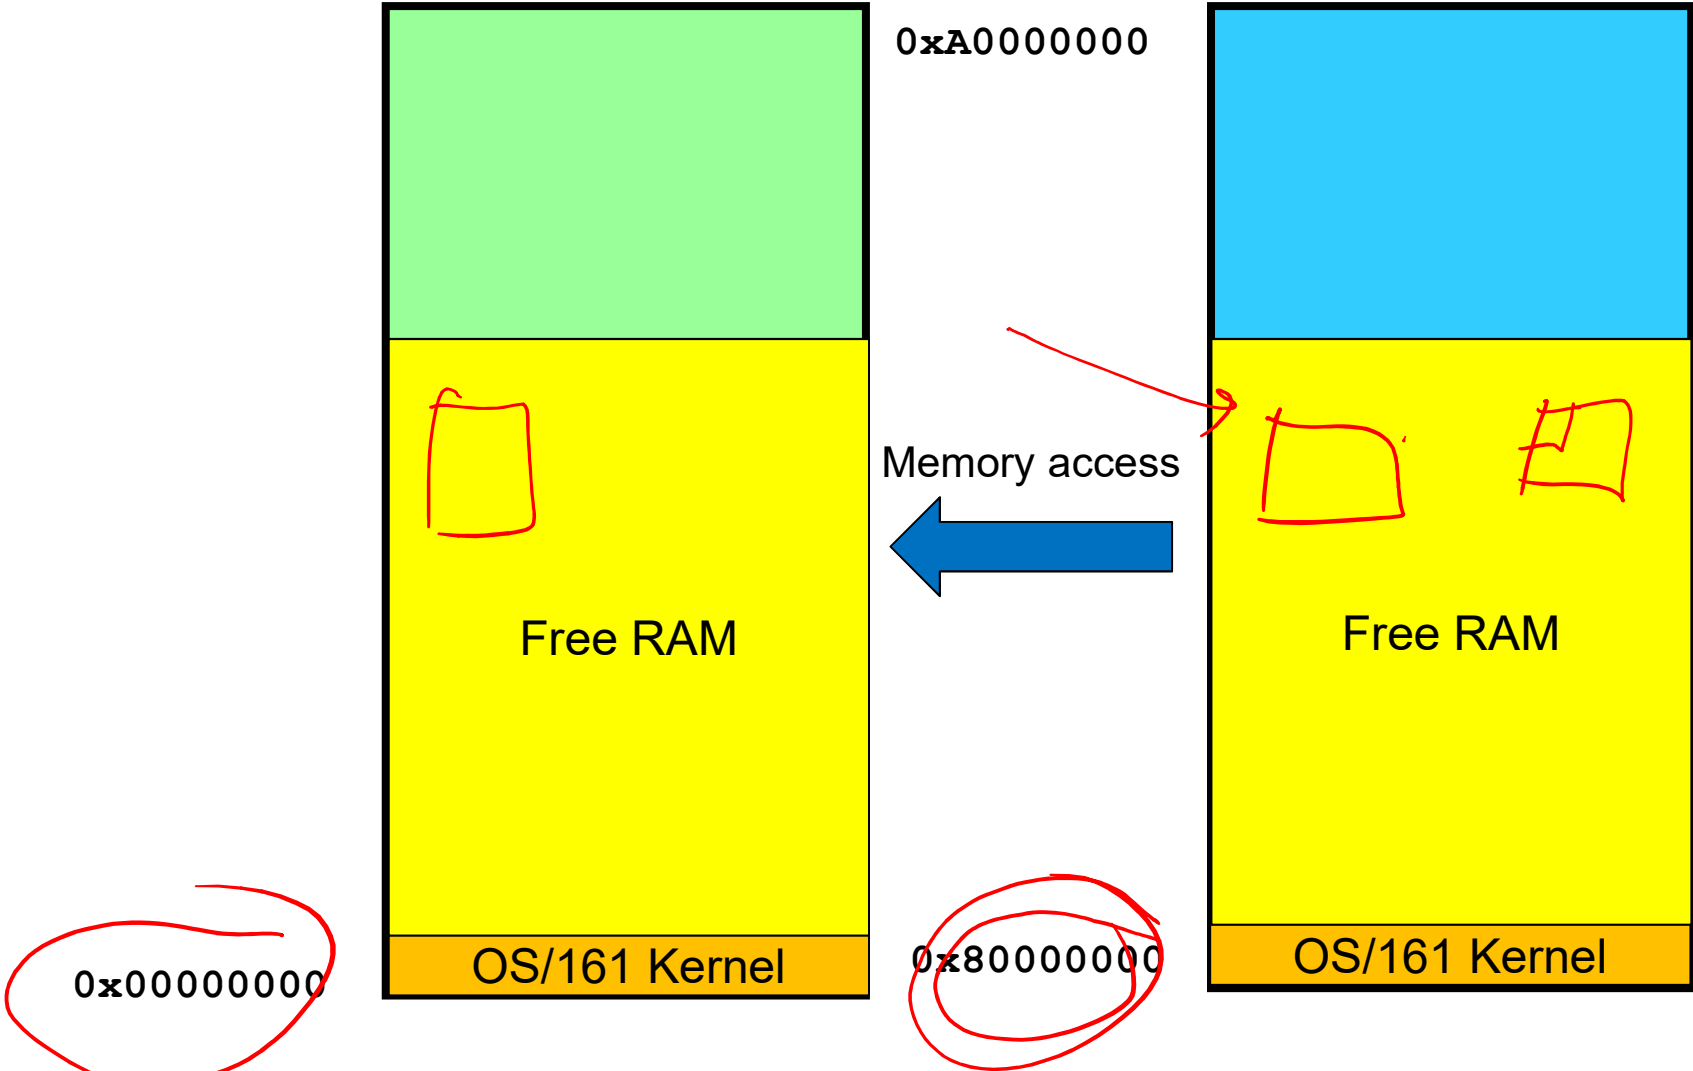 0xA0000000
Memory access
Free RAM
Free RAM
OS/161 Kernel
0x80000000
OS/161 Kernel
0x00000000